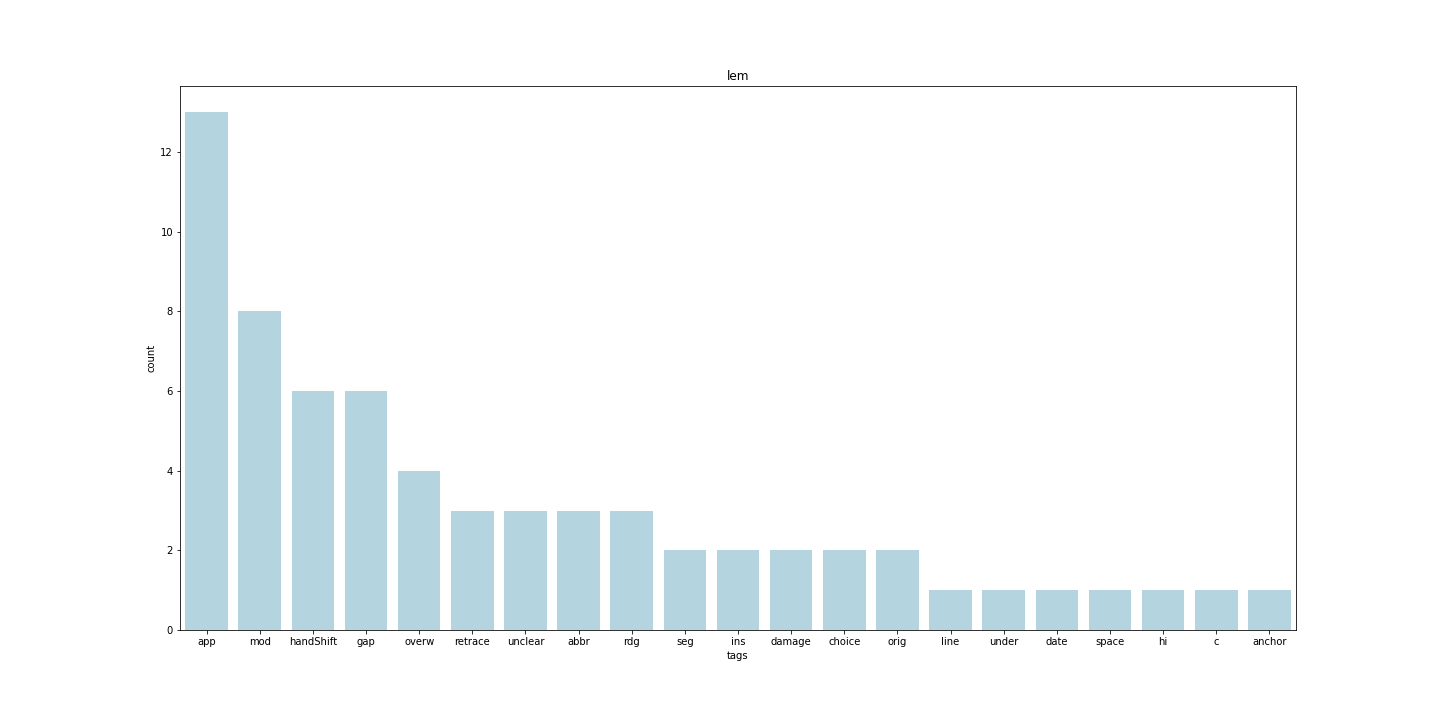 lem
count
12
10
8
6
4
2
0
app mod handShift gap overw retrace unclear abbr rdg seg ins damage choice orig line under date space hi c anchor
tags